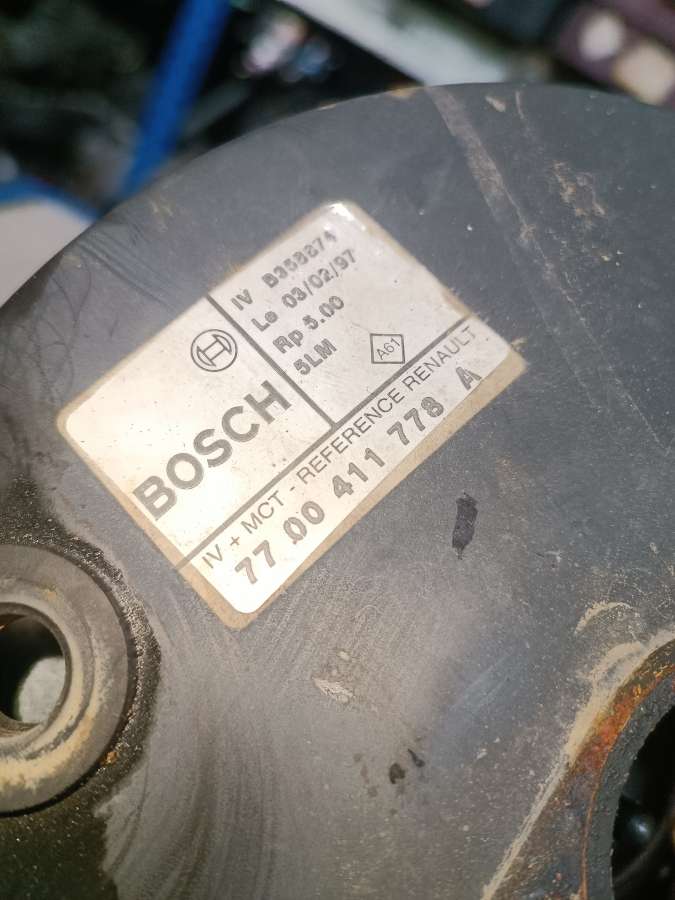 BOSCH
IV B358874
Le 03/02/97
Rp 5.00
5LM
A61
IV + MCT - REFERENCE RENAULT
77 00 411 778 A